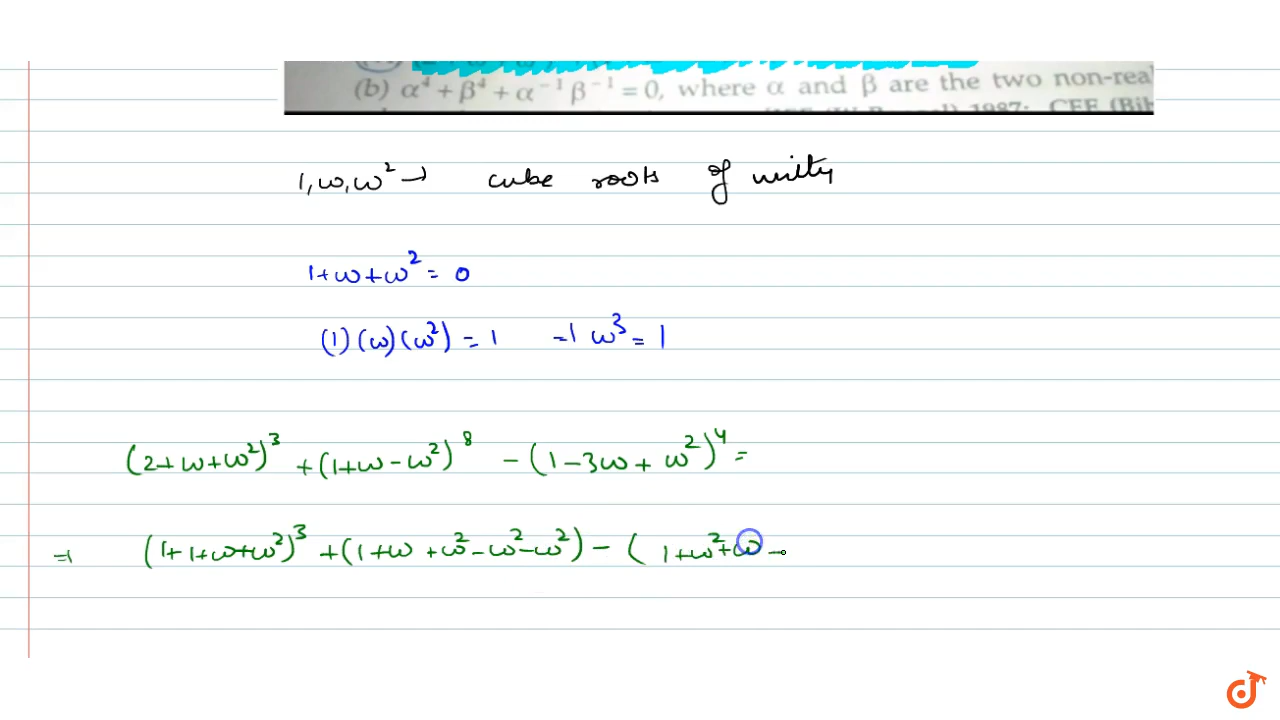 (b) α⁴ + β⁴ + α⁻¹ β⁻¹ = 0, where α and β are the two non-real
1987; CEE
1, ω, ω² → cube roots of unity
1+ω+ω² = 0
(1)(ω)(ω²) = 1 ⇒ ω³ = 1
(2+ω+ω²)³ + (1+ω-ω²)⁸ - (1-3ω+ω²)⁴ =
⇒ (1+1+ω+ω²)³ + (1+ω+ω²-ω²-ω²) - (1+ω²+ω -